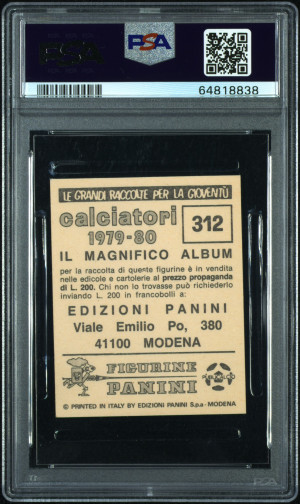 PSA
PSA
64818838
LE GRANDI RACCOLTE PER LA GIOVENTÙ
calciatori
1979-80
312
IL MAGNIFICO ALBUM
per la raccolta di queste figurine è in vendita
nelle edicole e cartolerie al prezzo propaganda
di L. 200. Chi non lo trovasse può richiederlo
inviando L. 200 in francobolli a:
EDIZIONI PANINI
Viale Emilio Po, 380
41100 MODENA
FIGURINE
PANINI
© PRINTED IN ITALY BY EDIZIONI PANINI S.p.a - MODENA